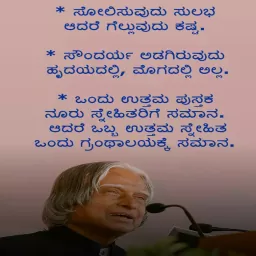 * ಸೋಲಿಸುವುದು ಸುಲಭ
ಆದರೆ ಗೆಲ್ಲುವುದು ಕಷ್ಟ.
* ಸೌಂದರ್ಯ ಅಡಗಿರುವುದು
ಹೃದಯದಲ್ಲಿ, ಮೊಗದಲ್ಲಿ ಅಲ್ಲ.
* ಒಂದು ಉತ್ತಮ ಪುಸ್ತಕ
ನೂರು ಸ್ನೇಹಿತರಿಗೆ ಸಮಾನ.
ಆದರೆ ಒಬ್ಬ ಉತ್ತಮ ಸ್ನೇಹಿತ
ಒಂದು ಗ್ರಂಥಾಲಯಕ್ಕೆ ಸಮಾನ.